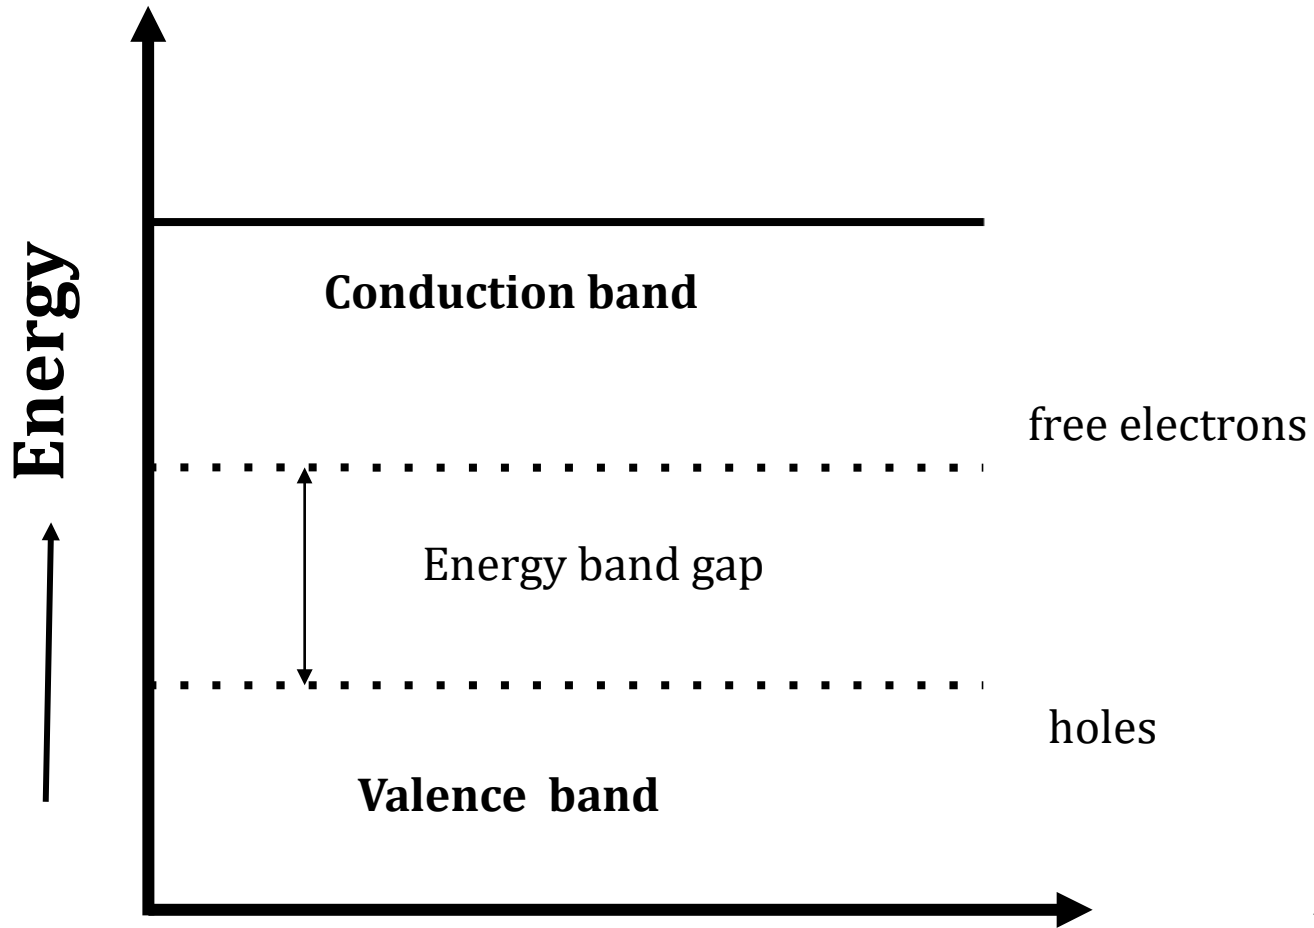 Energy
Conduction band
free electrons
Energy band gap
holes
Valence  band